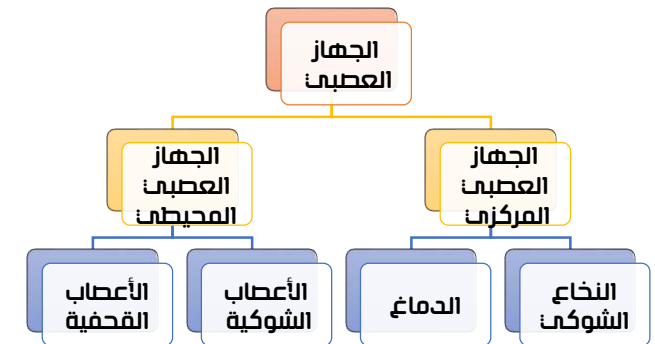 الجهاز
العصبي
الجهاز
العصبي
المركزي
الجهاز
العصبي
المحيطي
النخاع
الشوكي
الدماغ
الأعصاب
الشوكية
الأعصاب
القحفية